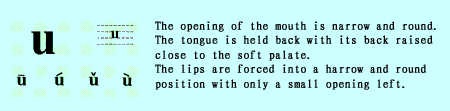 u
u
ū ú ǔ ù
The opening of the mouth is narrow and round.
The tongue is held back with its back raised
close to the soft palate.
The lips are forced into a harrow and round
position with only a small opening left.